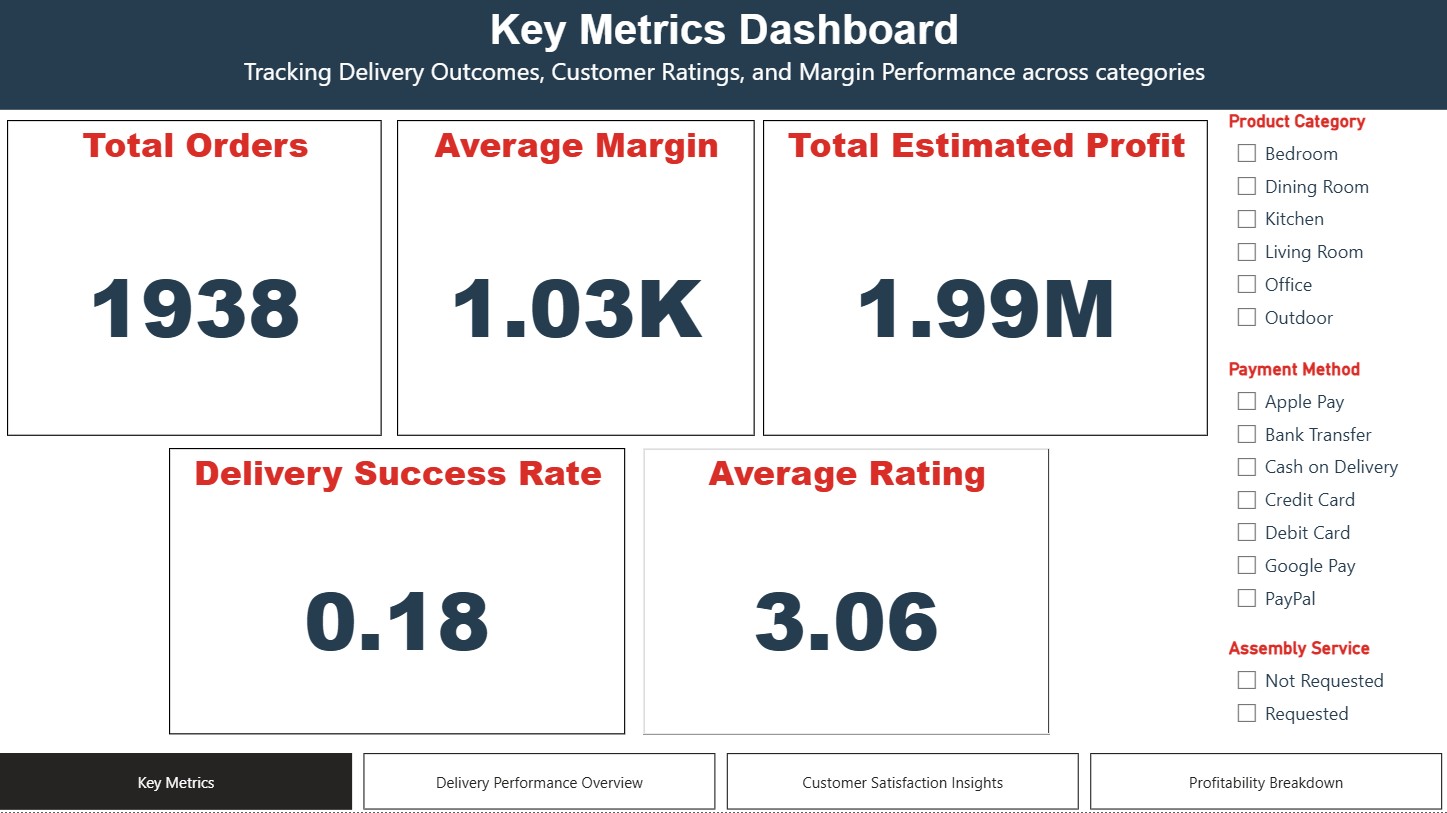 Key Metrics Dashboard
Tracking Delivery Outcomes, Customer Ratings, and Margin Performance across categories
Total Orders
1938
Average Margin
1.03K
Total Estimated Profit
1.99M
Delivery Success Rate
0.18
Average Rating
3.06
Product Category
Bedroom
Dining Room
Kitchen
Living Room
Office
Outdoor
Payment Method
Apple Pay
Bank Transfer
Cash on Delivery
Credit Card
Debit Card
Google Pay
PayPal
Assembly Service
Not Requested
Requested
Key Metrics
Delivery Performance Overview
Customer Satisfaction Insights
Profitability Breakdown